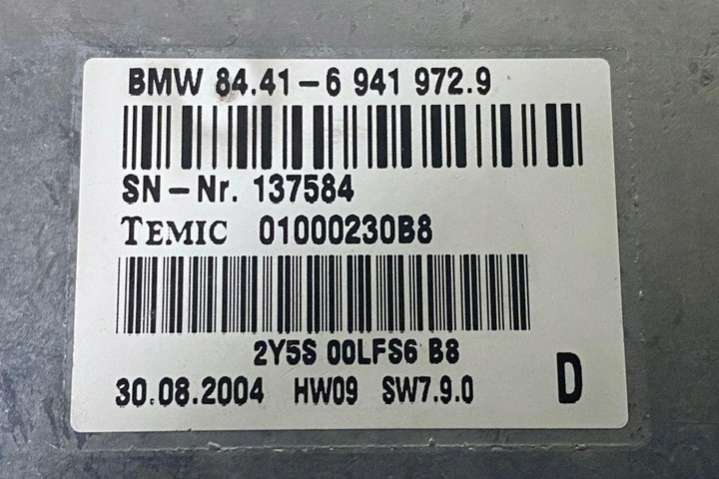 BMW 84.41-6 941 972.9
SN-Nr. 137584
TEMIC 01000230B8
2Y5S 00LFS6 B8
30.08.2004 HW09 SW7.9.0 D